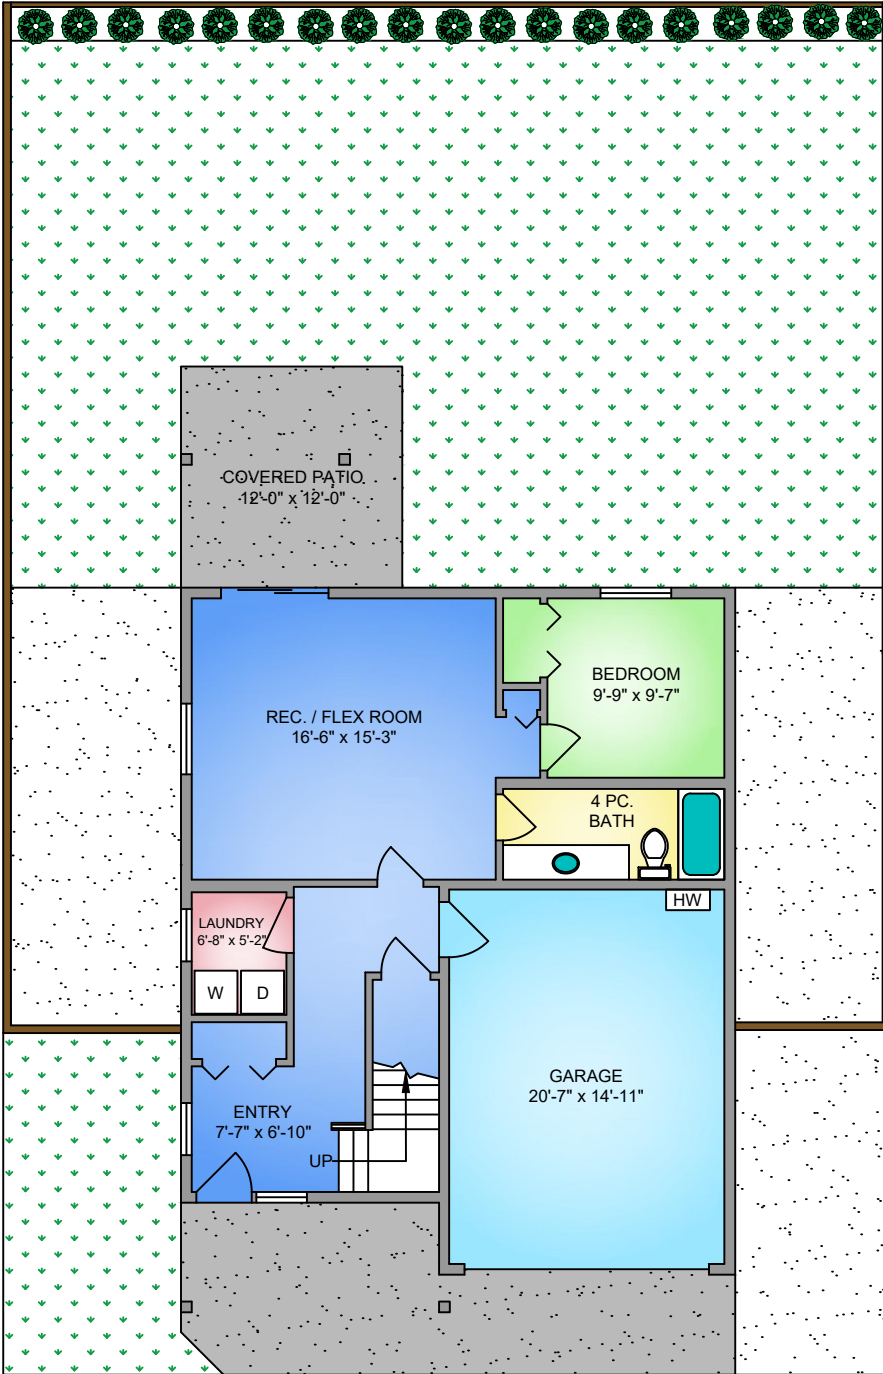 COVERED PATIO
12'-0" x 12'-0"
BEDROOM
9'-9" x 9'-7"
REC. / FLEX ROOM
16'-6" x 15'-3"
4 PC.
BATH
HW
LAUNDRY
6'-8" x 5'-2"
W D
GARAGE
20'-7" x 14'-11"
ENTRY
7'-7" x 6'-10"
UP